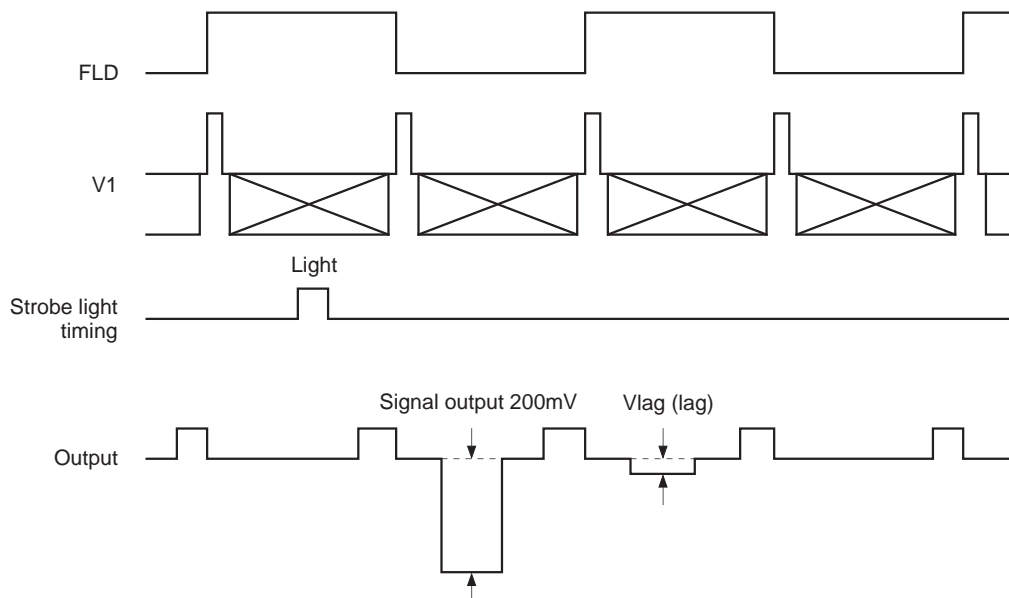 FLD
V1
Light
Strobe light
timing
Signal output 200mV
Vlag (lag)
Output